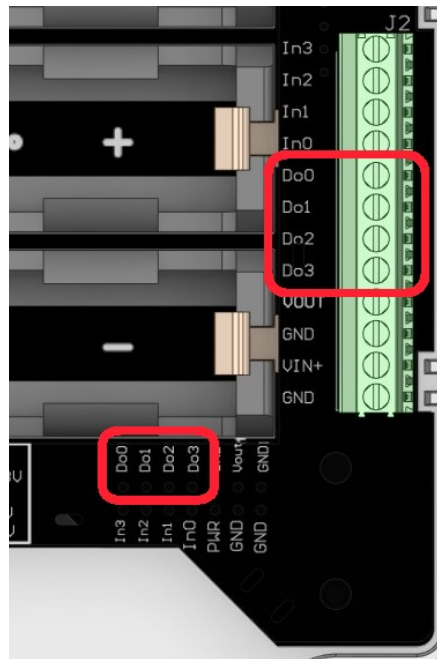 J2
In3
In2
In1
In0
Do0
Do1
Do2
Do3
VOUT
GND
VIN+
GND
+
-
Do0 Do1 Do2 Do3 Vout GND
In3 In2 In1 In0 PWR GND GND